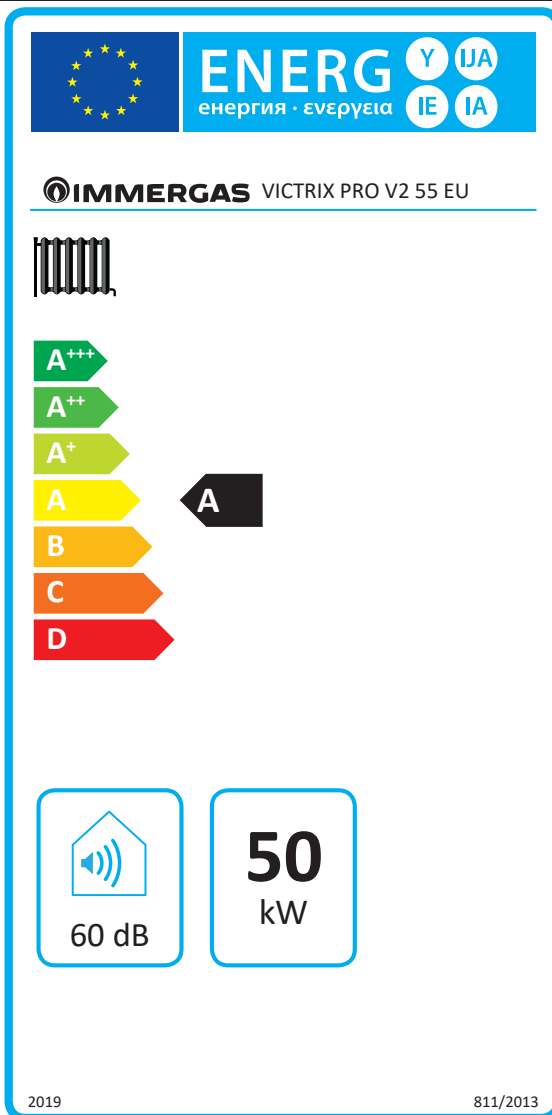 ENERG Y IJA
енергия · ενεργεια IE IA
IMMERGAS VICTRIX PRO V2 55 EU
A+++
A++
A+
A A
B
C
D
60 dB
50
kW
2019 811/2013